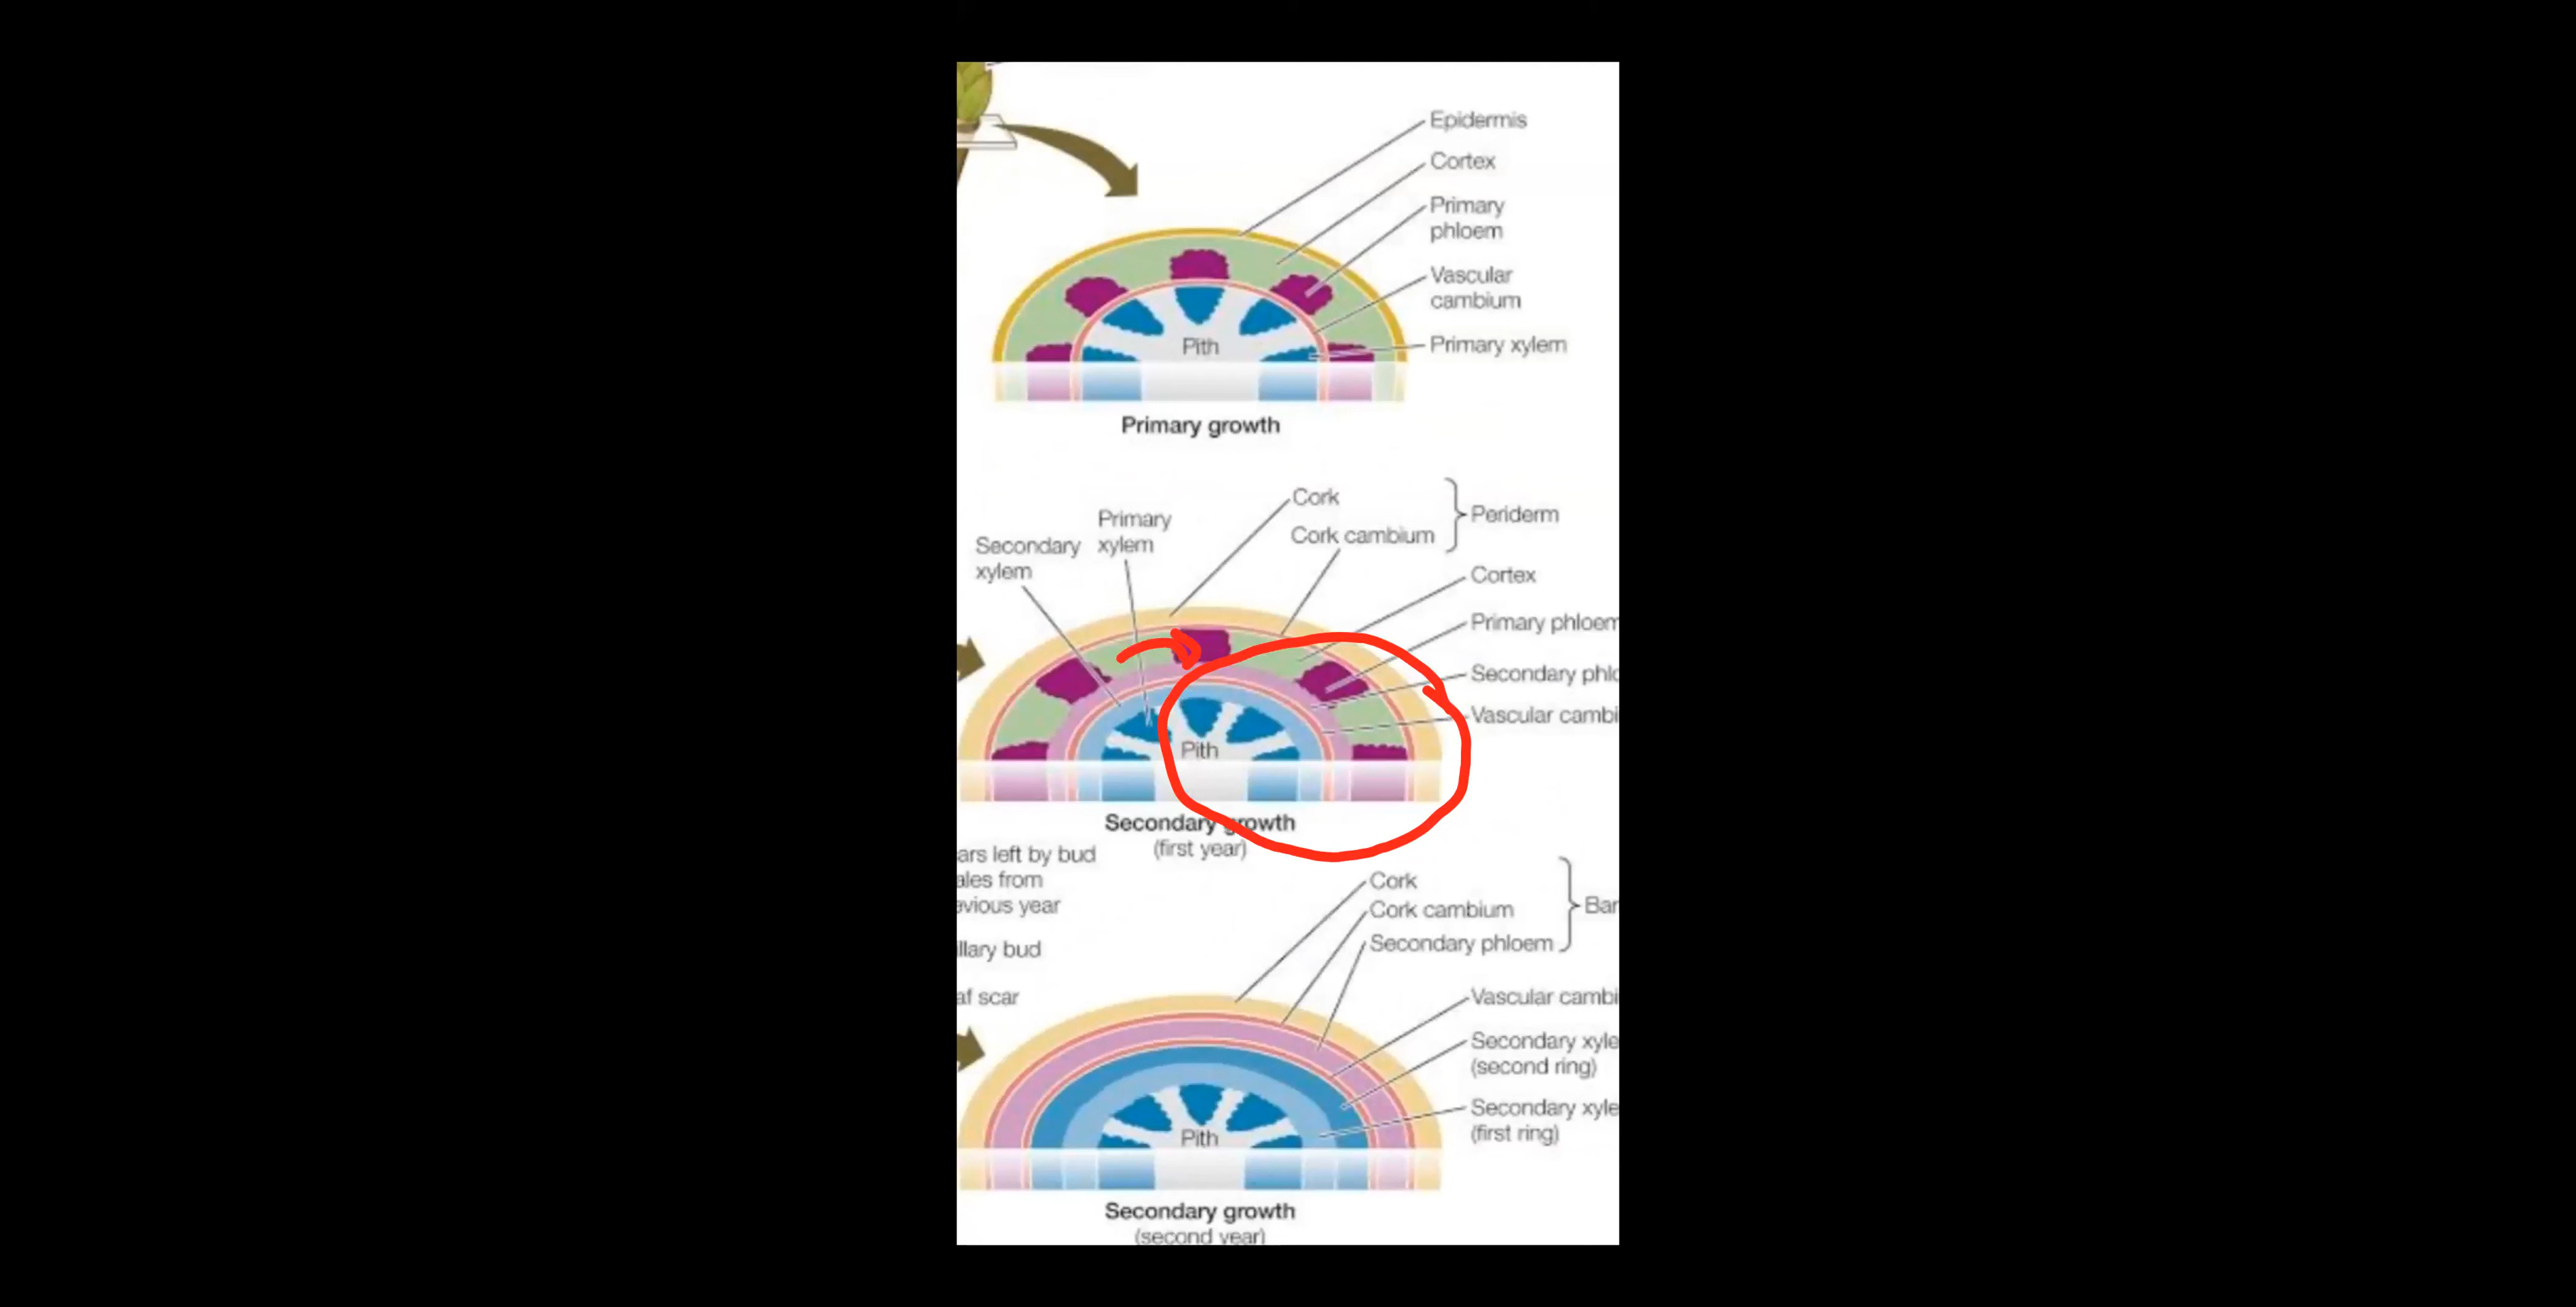 Epidermis
Cortex
Primary
phloem
Vascular
cambium
Primary xylem
Pith
Primary growth
Cork
Cork cambium
Periderm
Primary
xylem
Secondary
xylem
Cortex
Primary phloem
Secondary phlo
Vascular cambi
Pith
Secondary growth
(first year)
ars left by bud
ales from
evious year
illary bud
af scar
Cork
Cork cambium
Secondary phloem
Bar
Vascular cambi
Secondary xyle
(second ring)
Secondary xyle
(first ring)
Pith
Secondary growth
(second year)